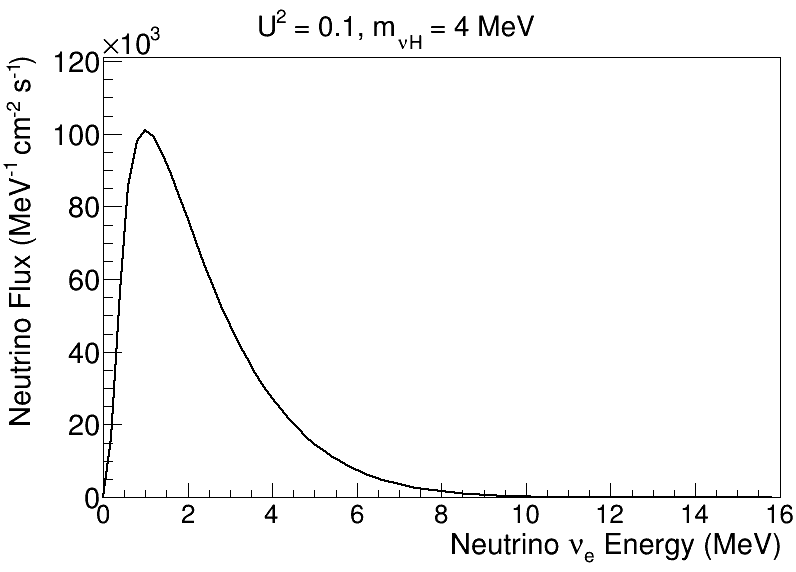 U² = 0.1, m_νH = 4 MeV
×10³
Neutrino Flux (MeV⁻¹ cm⁻² s⁻¹)
120
100
80
60
40
20
0
0 2 4 6 8 10 12 14 16
Neutrino ν_e Energy (MeV)